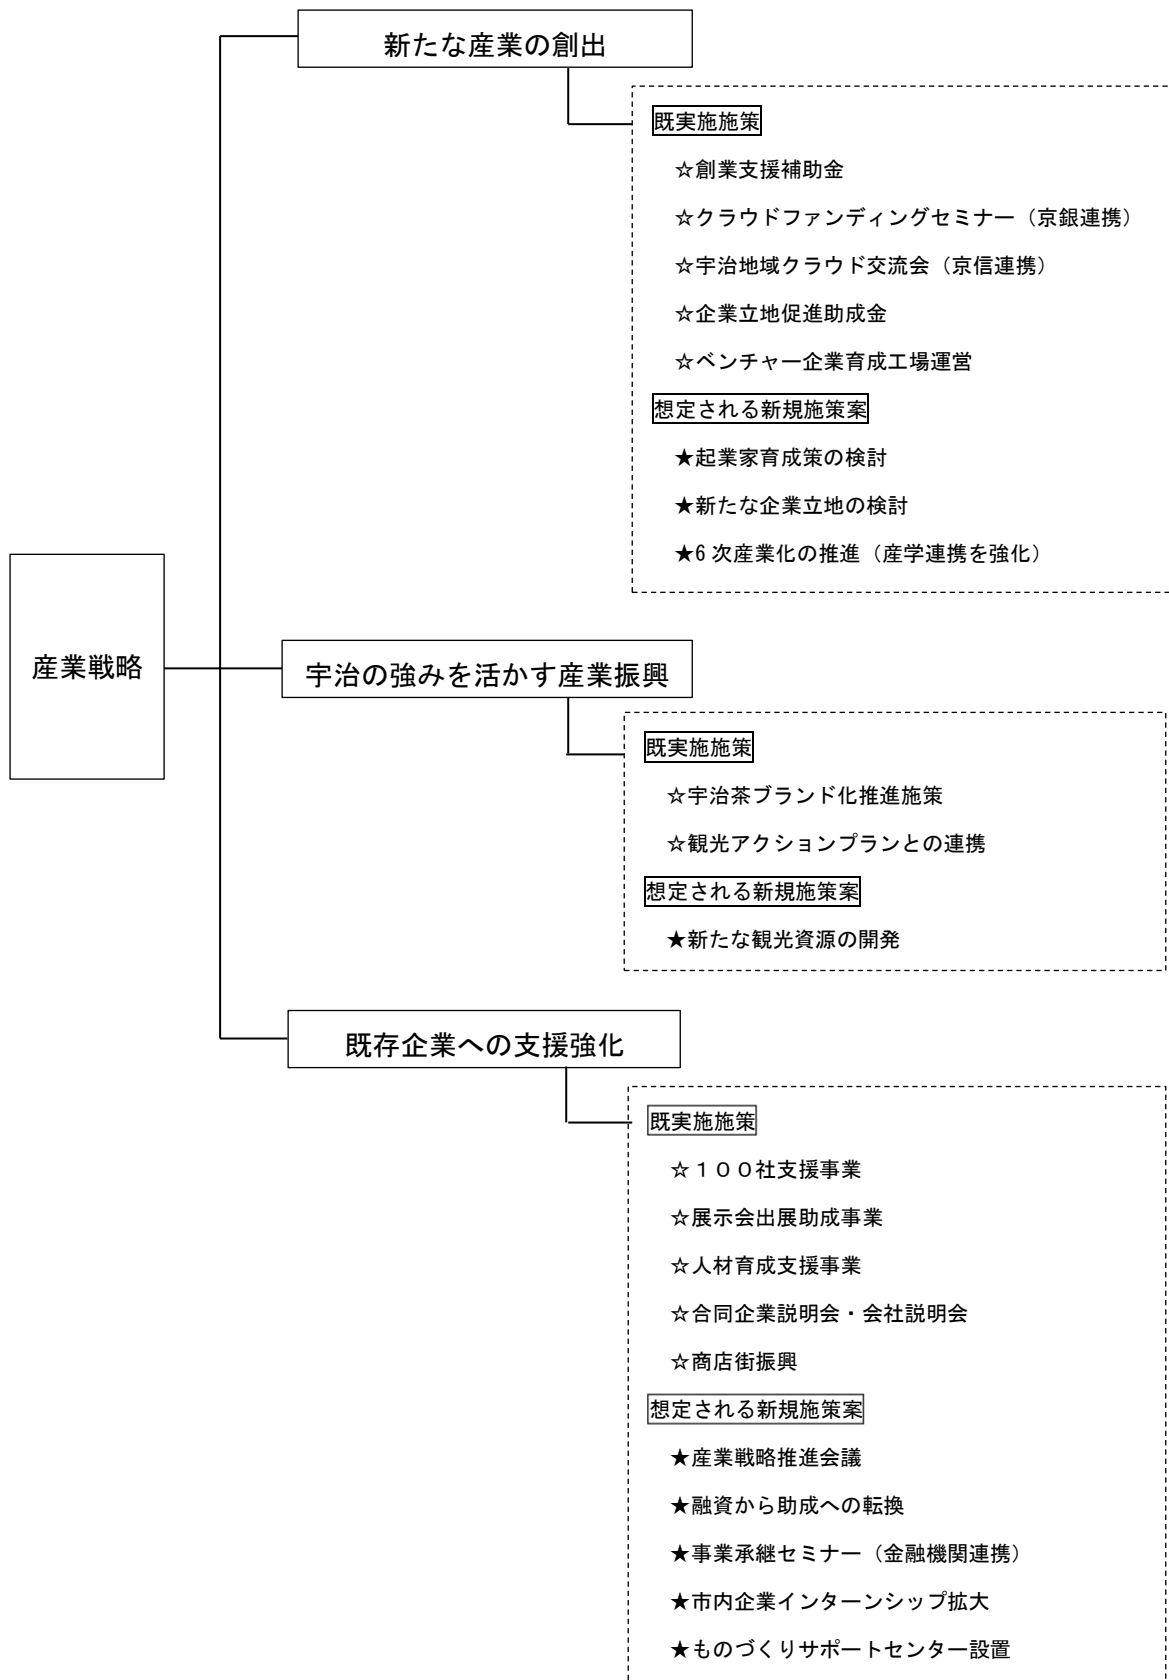 新たな産業の創出
既実施施策
☆創業支援補助金
☆クラウドファンディングセミナー（京銀連携）
☆宇治地域クラウド交流会（京信連携）
☆企業立地促進助成金
☆ベンチャー企業育成工場運営
想定される新規施策案
★起業家育成策の検討
★新たな企業立地の検討
★6次産業化の推進（産学連携を強化）
産業戦略
宇治の強みを活かす産業振興
既実施施策
☆宇治茶ブランド化推進施策
☆観光アクションプランとの連携
想定される新規施策案
★新たな観光資源の開発
既存企業への支援強化
既実施施策
☆１００社支援事業
☆展示会出展助成事業
☆人材育成支援事業
☆合同企業説明会・会社説明会
☆商店街振興
想定される新規施策案
★産業戦略推進会議
★融資から助成への転換
★事業承継セミナー（金融機関連携）
★市内企業インターンシップ拡大
★ものづくりサポートセンター設置